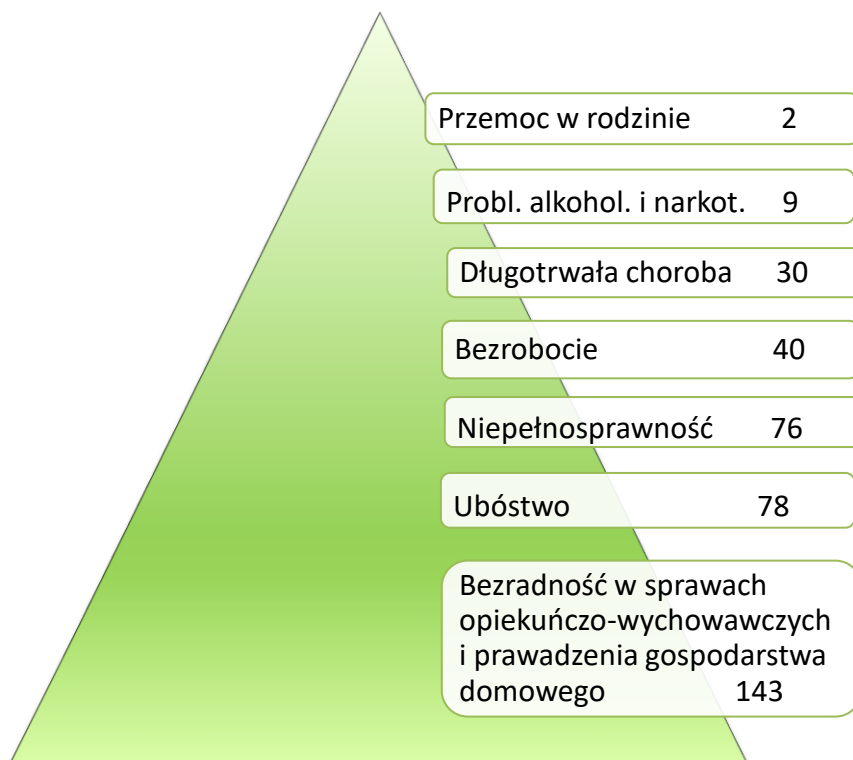 Przemoc w rodzinie 2
Probl. alkohol. i narkot. 9
Długotrwała choroba 30
Bezrobocie 40
Niepełnosprawność 76
Ubóstwo 78
Bezradność w sprawach
opiekuńczo-wychowawczych
i prawadzenia gospodarstwa
domowego 143